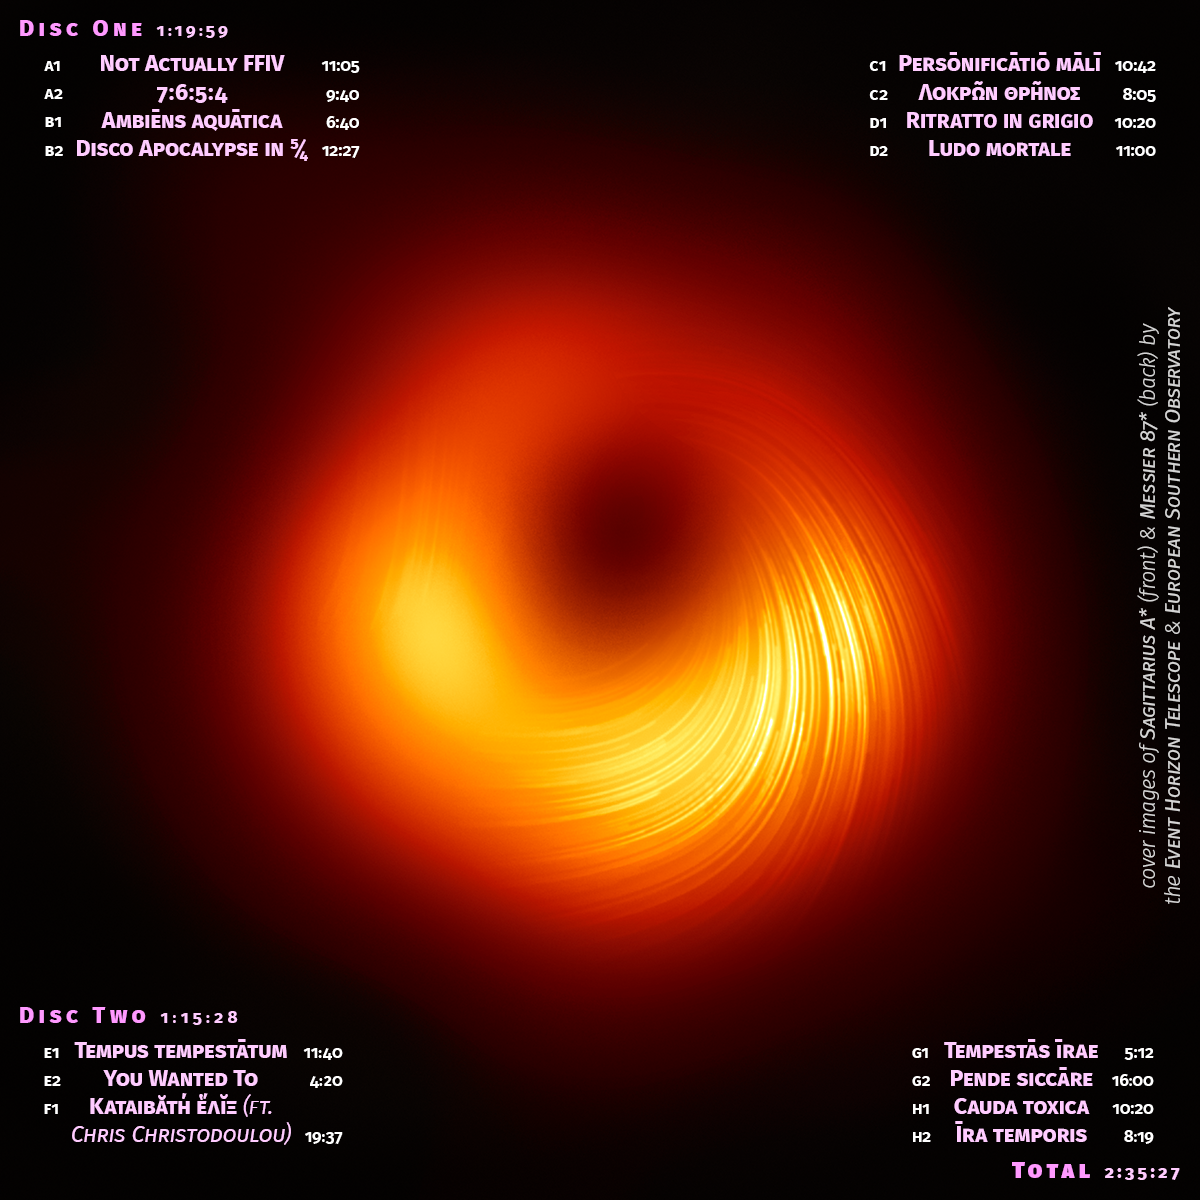 Disc One 1:19:59
A1 Not Actually FFIV 11:05
A2 7:6:5:4 9:40
B1 Ambiēns aquātica 6:40
B2 Disco Apocalypse in ⁵⁄₄ 12:27
C1 Persōnificātiō mālī 10:42
C2 Λοκρῶν θρῆνος 8:05
D1 Ritratto in grigio 10:20
D2 Ludo mortale 11:00
cover images of Sagittarius A* (front) & Messier 87* (back) by
the Event Horizon Telescope & European Southern Observatory
Disc Two 1:15:28
E1 Tempus tempestātum 11:40
E2 You Wanted To 4:20
F1 Καταιβᾰτή ἕλῐξ (ft.
Chris Christodoulou) 19:37
G1 Tempestās īrae 5:12
G2 Pende siccāre 16:00
H1 Cauda toxica 10:20
H2 Īra temporis 8:19
Total 2:35:27